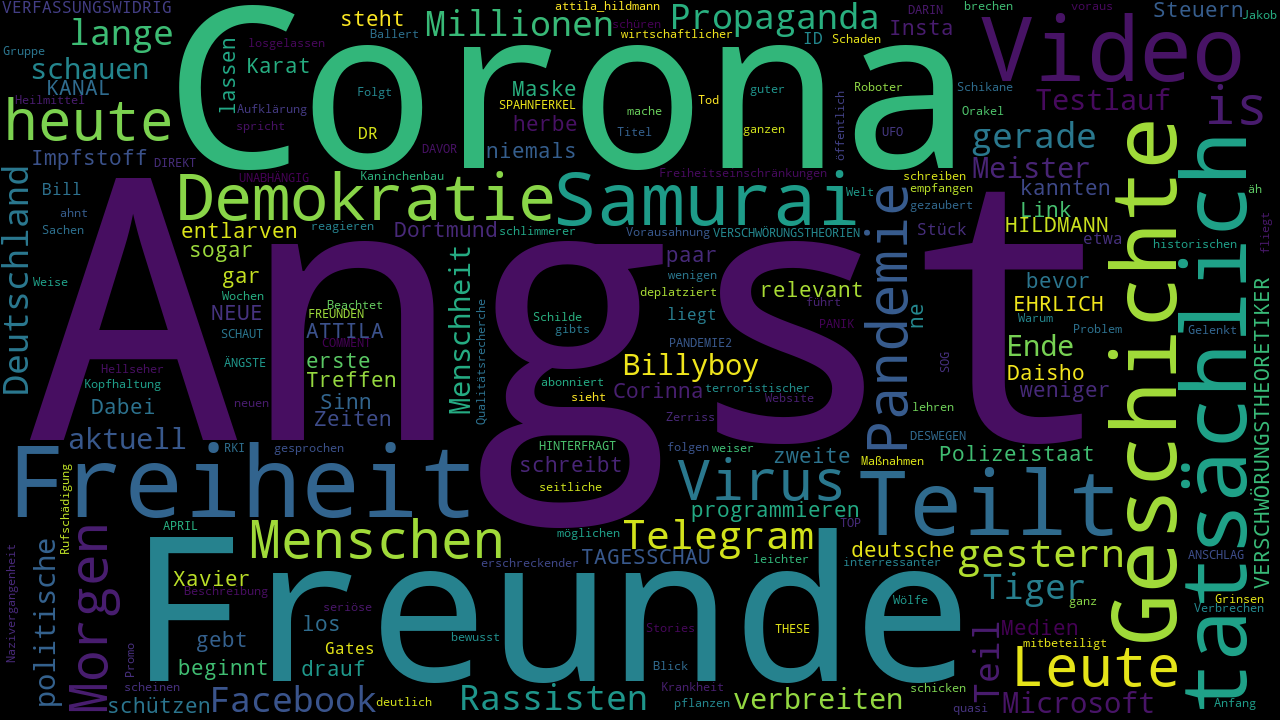 VERFASSUNGSWIDRIG
attila_hildmann
schüren
DARIN
brechen
voraus
Steuern
Jakob
lange
steht
Millionen
Propaganda
Insta
Ballert
wirtschaftlicher
ID
Schaden
Gruppe
losgelassen
schauen
Karat
lassen
Corona
Video
KANAL
Heilmittel
Aufklärung
spricht
Folgt
DR
Maske
SPAHNFERKEL
herbe
mache
Tod
guter
ganzen
Titel
öffentlich
Roboter
UFO
Schikane
Orakel
Testlauf
is
heute
Impfstoff
DIREKT
DAVOR
niemals
gerade
Meister
UNABHÄNGIG
Kaninchenbau
Freiheitseinschränkungen
schreiben
empfangen
Welt
gezaubert
kannten
Link
äh
Deutschland
Bill
ahnt
Sachen
Demokratie
Samurai
entlarven
reagieren
Dortmund
schlimmerer
Vorausahnung
VERSCHWÖRUNGSTHEORIEN
Stück
HILDMANN
etwa
historischen
fliegt
sogar
gar
Weise
Wochen
NEUE
Beachtet
FREUNDEN
SCHAUT
ATTILA
COMMENT
Menschheit
Qualitätsrecherche
paar
wenigen
deplatziert
relevant
führt
Pandemie
ne
bevor
EHRLICH
Warum
Problem
Gelenkt
Schilde
gibts
liegt
PANIK
PANDEMIE2
Angst
ÄNGSTE
erste
Treffen
Hellseher
Kopfhaltung
Dabei
Sinn
Zeiten
neuen
abonniert
sieht
Billyboy
Corinna
terroristischer
Website
SOG
Ende
Daisho
weniger
Geschichte
tatsächlich
VERSCHWÖRUNGSTHEORETIKER
Zerriss
lehren
aktuell
RKI
gesprochen
HINTERFRAGT
folgen
weiser
DESWEGEN
Freiheit
schreibt
seitliche
Virus
zweite
Maßnahmen
Polizeistaat
Teilt
Rufschädigung
programmieren
TOP
APRIL
Menschen
möglichen
Telegram
TAGESSCHAU
leichter
deutsche
interressanter
gestern
ANSCHLAG
Nazivergangenheit
politische
Morgen
Xavier
Beschreibung
erschreckender
Freunde
Tiger
ganz
Grinsen
Verbrechen
seriöse
Wölfe
gebt
los
Gates
bewusst
Stories
THESE
Medien
mitbeteiligt
Promo
beginnt
drauf
Blick
Krankheit
Teil
Leute
scheinen
schützen
Facebook
deutlich
Rassisten
pflanzen
verbreiten
schicken
quasi
Microsoft
Anfang